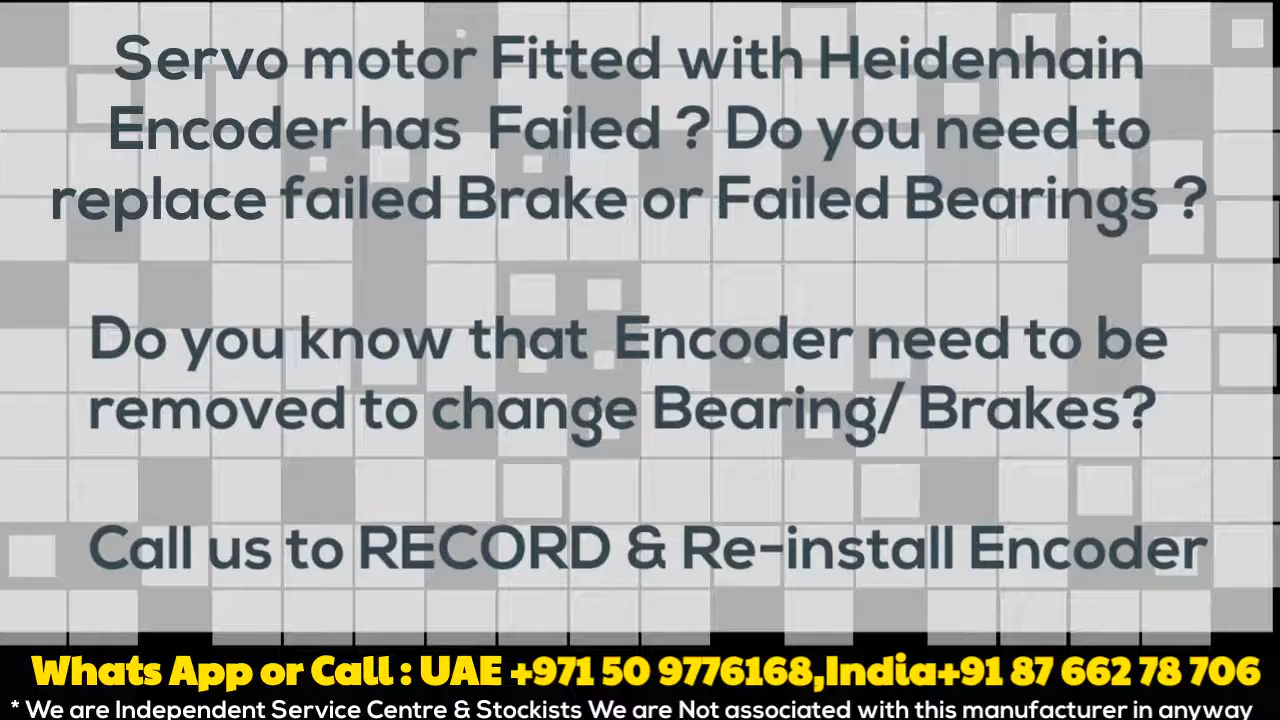 Servo motor Fitted with Heidenhain
Encoder has Failed ? Do you need to
replace failed Brake or Failed Bearings ?
Do you know that Encoder need to be
removed to change Bearing/ Brakes?
Call us to RECORD & Re-install Encoder
Whats App or Call : UAE +971 50 9776168,India+91 87 662 78 706
* We are Independent Service Centre & Stockists We are Not associated with this manufacturer in anyway